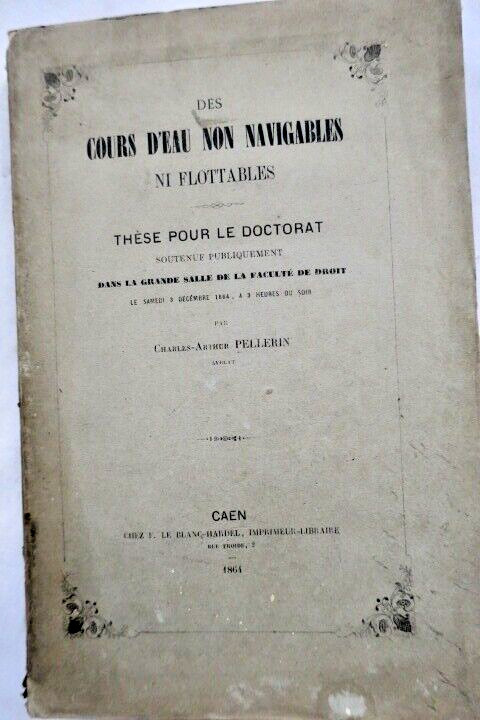 DES
COURS D'EAU NON NAVIGABLES
NI FLOTTABLES
THÈSE POUR LE DOCTORAT
SOUTENUE PUBLIQUEMENT
DANS LA GRANDE SALLE DE LA FACULTÉ DE DROIT
LE SAMEDI 3 DÉCEMBRE 1864, A 3 HEURES DU SOIR
PAR
CHARLES-ARTHUR PELLERIN
AVOCAT
CAEN
CHEZ F. LE BLANC-HARDEL, IMPRIMEUR-LIBRAIRE
RUE FROIDE, 2
1864